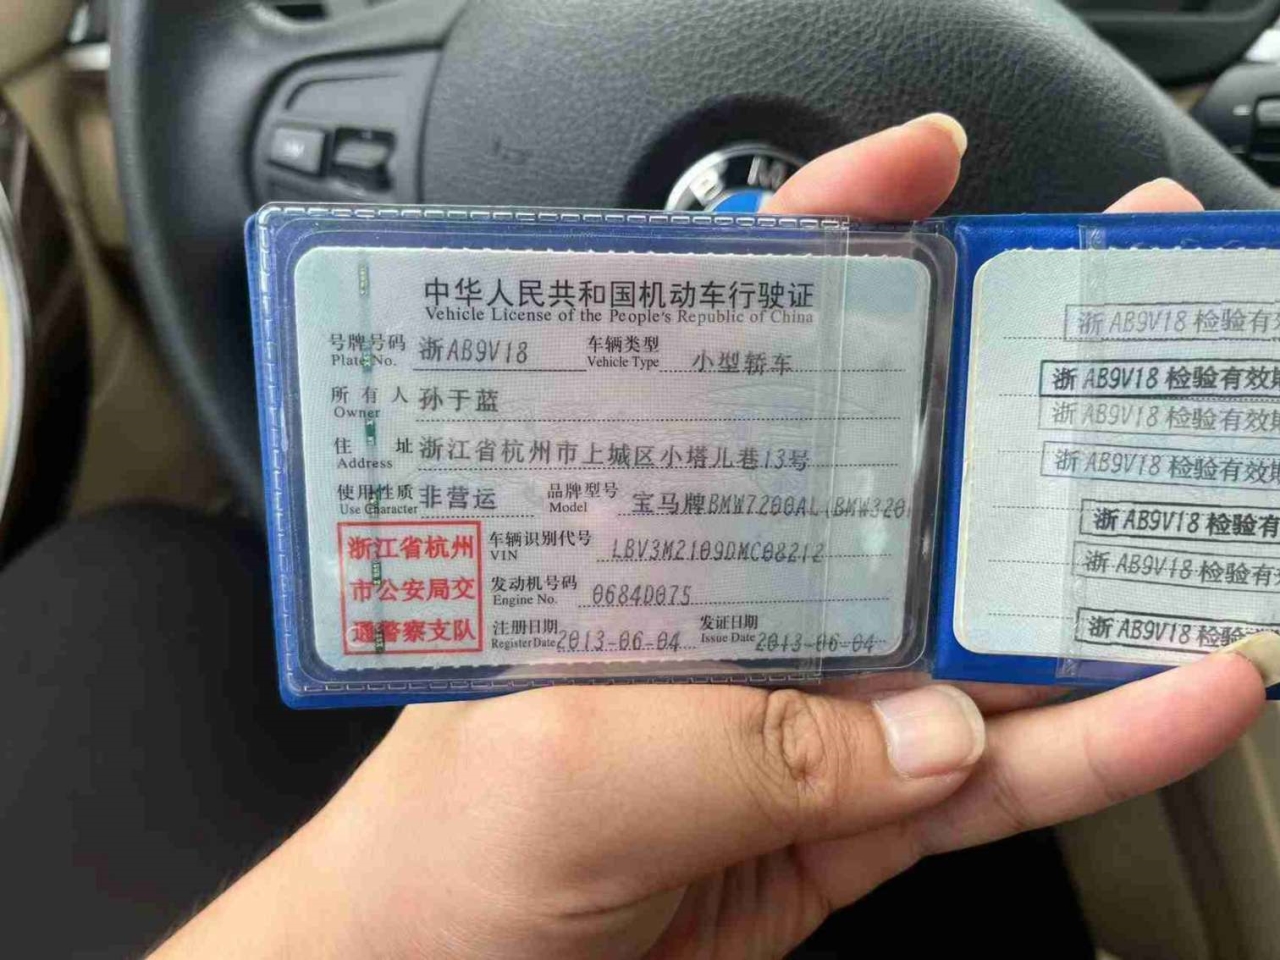 中华人民共和国机动车行驶证
Vehicle License of the People's Republic of China
号牌号码 浙AB9V18 车辆类型 小型轿车
Plate No. Vehicle Type
所有人 孙于蓝
Owner
住址 浙江省杭州市上城区小塔儿巷13号
Address
使用性质 非营运 品牌型号 宝马牌BMW7200AL(BMW320
Use Character Model
浙江省杭州
市公安局交
通警察支队
车辆识别代号 LBV3M2109DMC08212
VIN
发动机号码 0684D075
Engine No.
注册日期 2013-06-04 发证日期 2013-06-04
Register Date Issue Date
浙AB9V18 检验有效
浙AB9V18 检验有效期
浙AB9V18 检验有效期
浙AB9V18 检验有效期
浙AB9V18 检验有
浙AB9V18 检验有
浙AB9V18 检验
B M